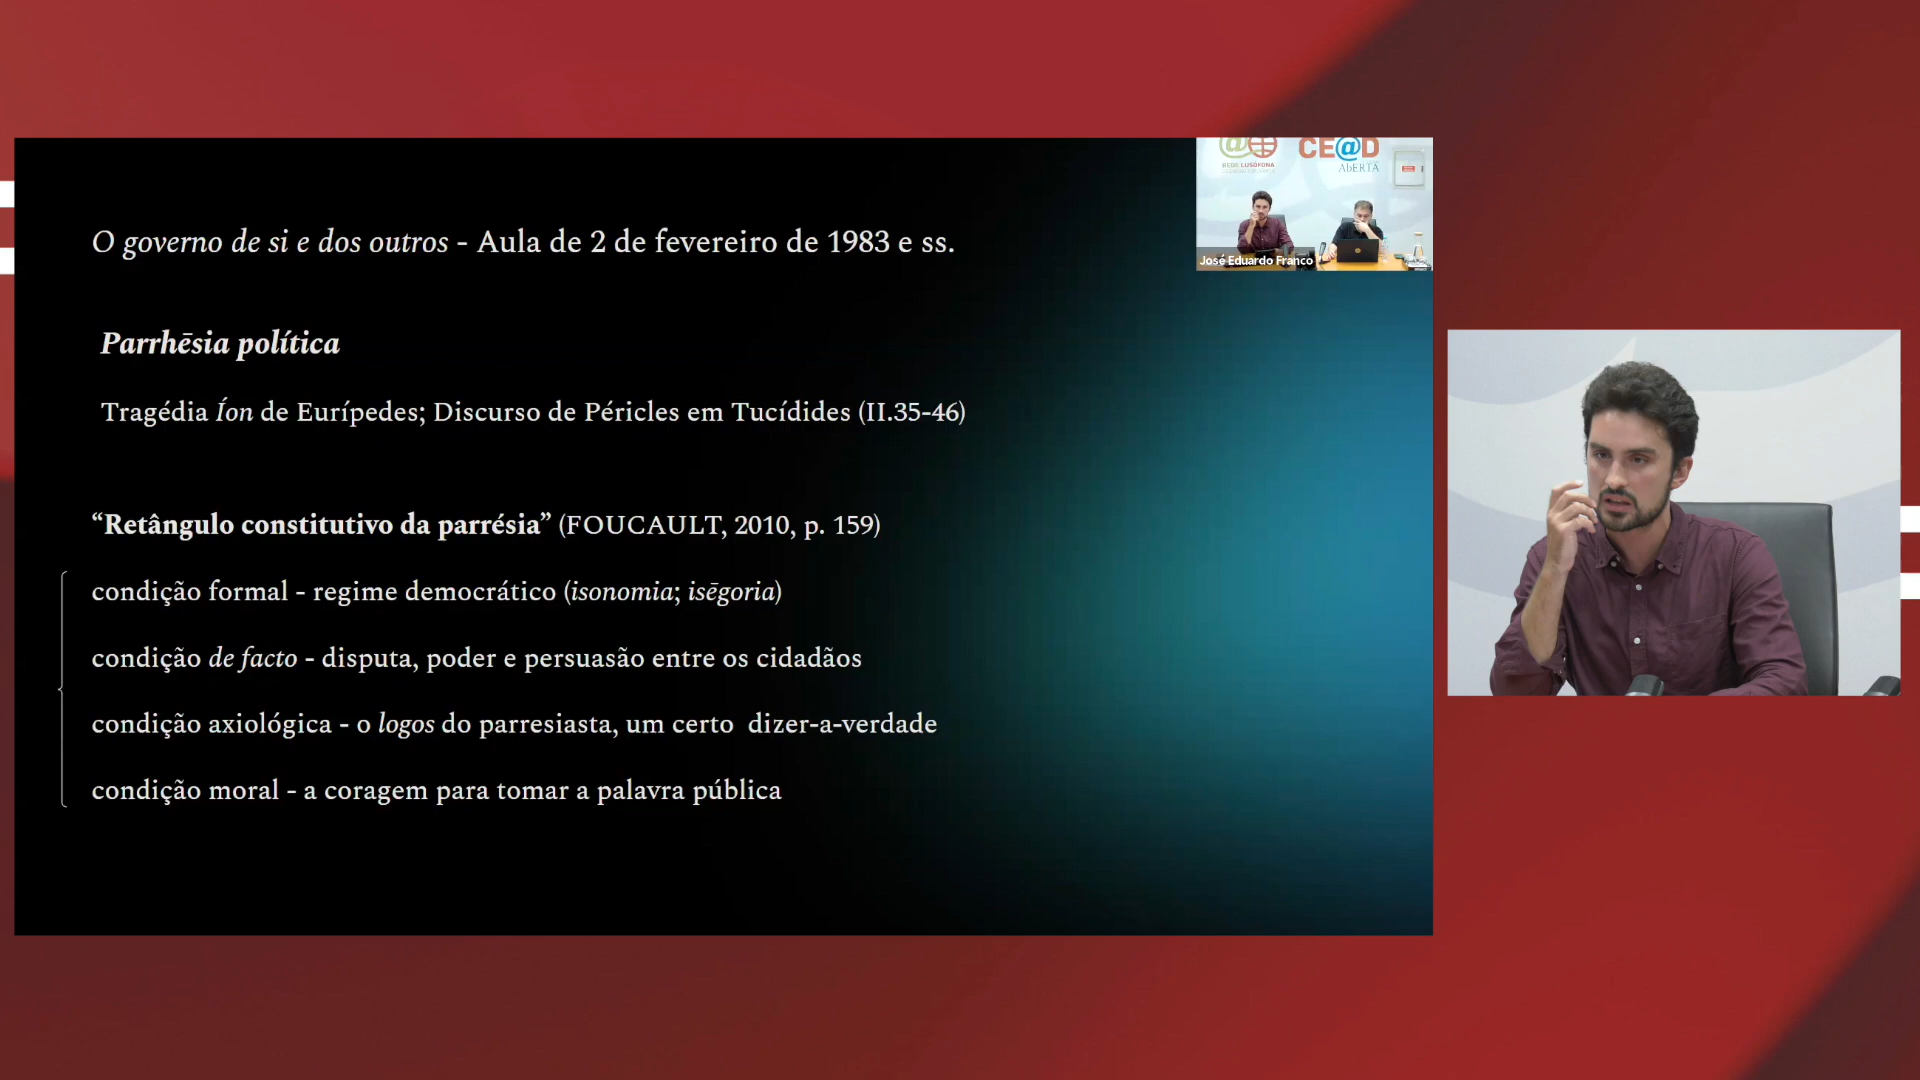 O governo de si e dos outros - Aula de 2 de fevereiro de 1983 e ss.
Parrhēsia política
Tragédia Íon de Eurípedes; Discurso de Péricles em Tucídides (II.35-46)
“Retângulo constitutivo da parrésia” (FOUCAULT, 2010, p. 159)
condição formal - regime democrático (isonomia; isēgoria)
condição de facto - disputa, poder e persuasão entre os cidadãos
condição axiológica - o logos do parresiasta, um certo dizer-a-verdade
condição moral - a coragem para tomar a palavra pública
REDE LUSÓFONA
CE@D
AbERTA
José Eduardo Franco